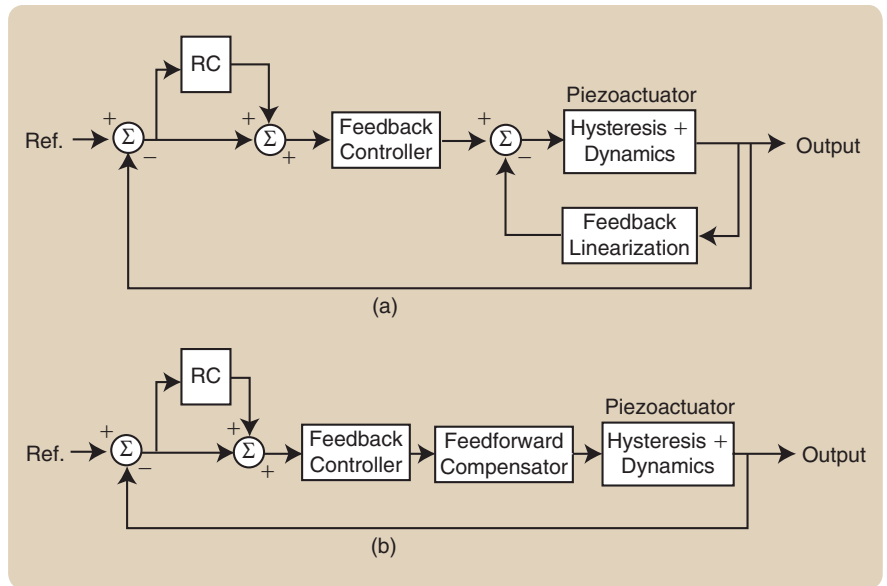 RC
+
Ref.
Σ
−
+
Σ
+
Feedback
Controller
+
Σ
−
Piezoactuator
Hysteresis +
Dynamics
Output
Feedback
Linearization
(a)
RC
+
Ref.
Σ
−
+
Σ
+
Feedback
Controller
Feedforward
Compensator
Piezoactuator
Hysteresis +
Dynamics
Output
(b)